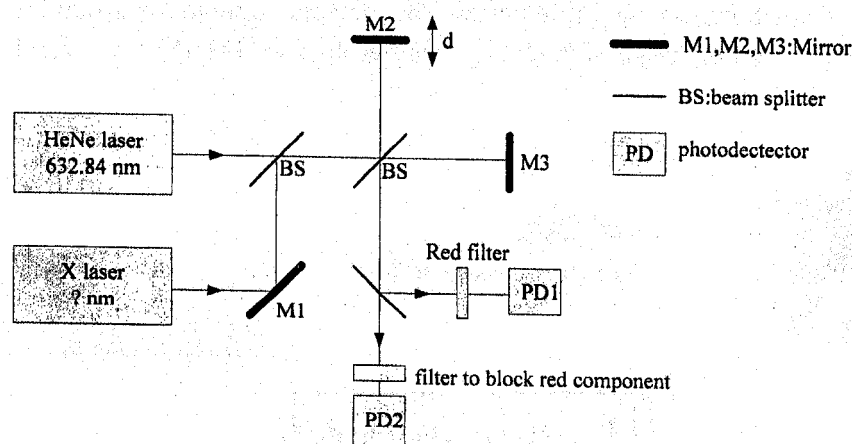 M2
d
M1,M2,M3:Mirror
BS:beam splitter
HeNe laser
632.84 nm
BS
BS
M3
PD
photodectector
X laser
? nm
M1
Red filter
PD1
filter to block red component
PD2